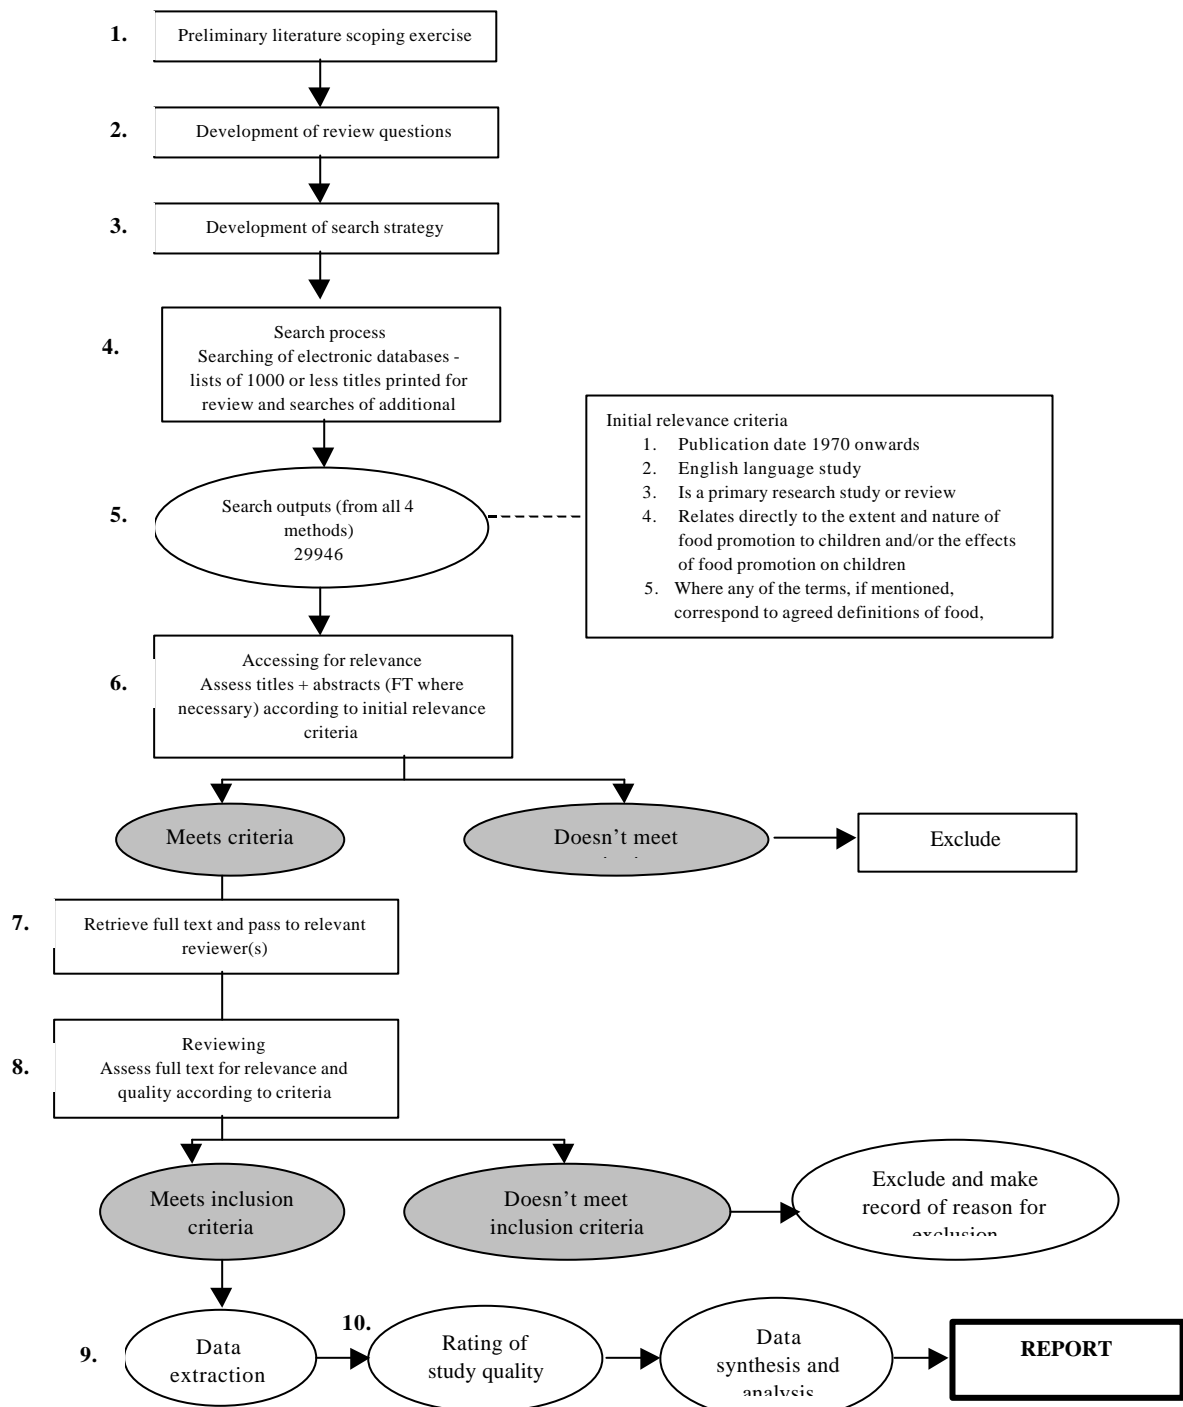 1.
Preliminary literature scoping exercise
2.
Development of review questions
3.
Development of search strategy
4.
Search process
Searching of electronic databases -
lists of 1000 or less titles printed for
review and searches of additional
Initial relevance criteria
1. Publication date 1970 onwards
2. English language study
3. Is a primary research study or review
4. Relates directly to the extent and nature of
food promotion to children and/or the effects
of food promotion on children
5. Where any of the terms, if mentioned,
correspond to agreed definitions of food,
5.
Search outputs (from all 4
methods)
29946
6.
Accessing for relevance
Assess titles + abstracts (FT where
necessary) according to initial relevance
criteria
Meets criteria
Doesn't meet
Exclude
7.
Retrieve full text and pass to relevant
reviewer(s)
8.
Reviewing
Assess full text for relevance and
quality according to criteria
Meets inclusion
criteria
Doesn't meet
inclusion criteria
Exclude and make
record of reason for
exclusion
9.
Data
extraction
10.
Rating of
study quality
Data
synthesis and
analysis
REPORT